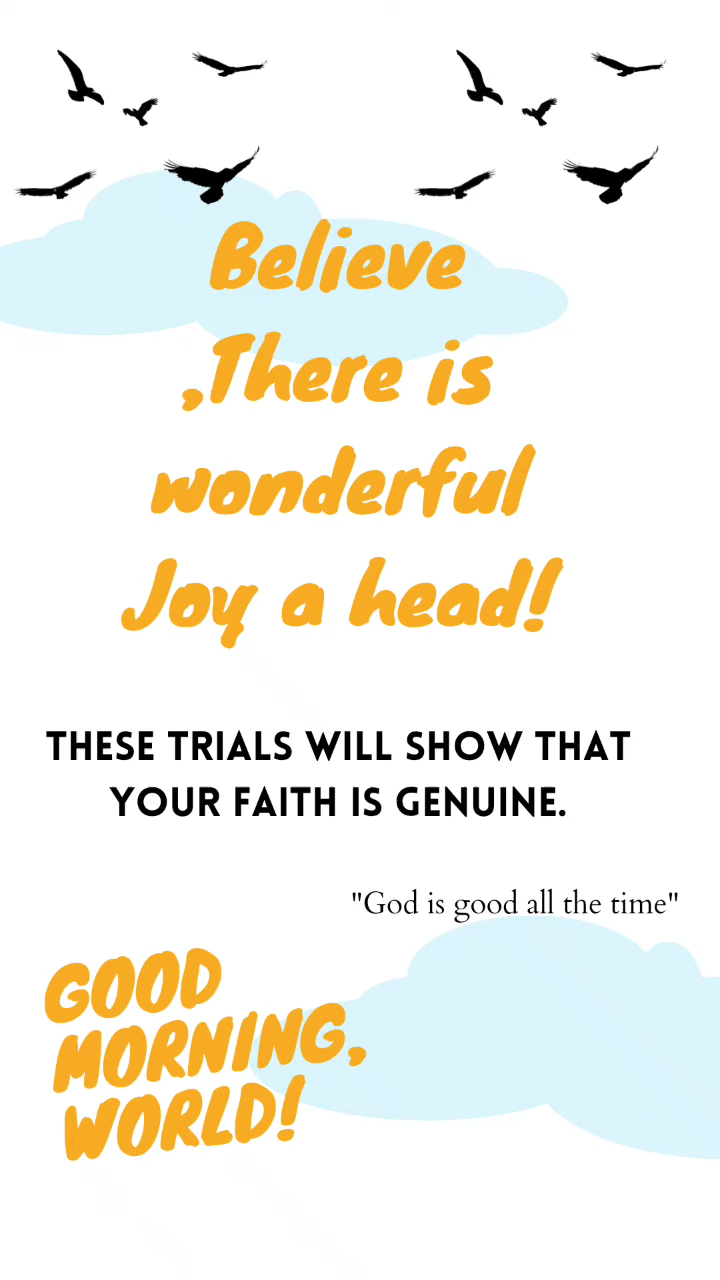 Believe
,There is
wonderful
Joy a head!
THESE TRIALS WILL SHOW THAT
YOUR FAITH IS GENUINE.
"God is good all the time"
GOOD
MORNING,
WORLD!